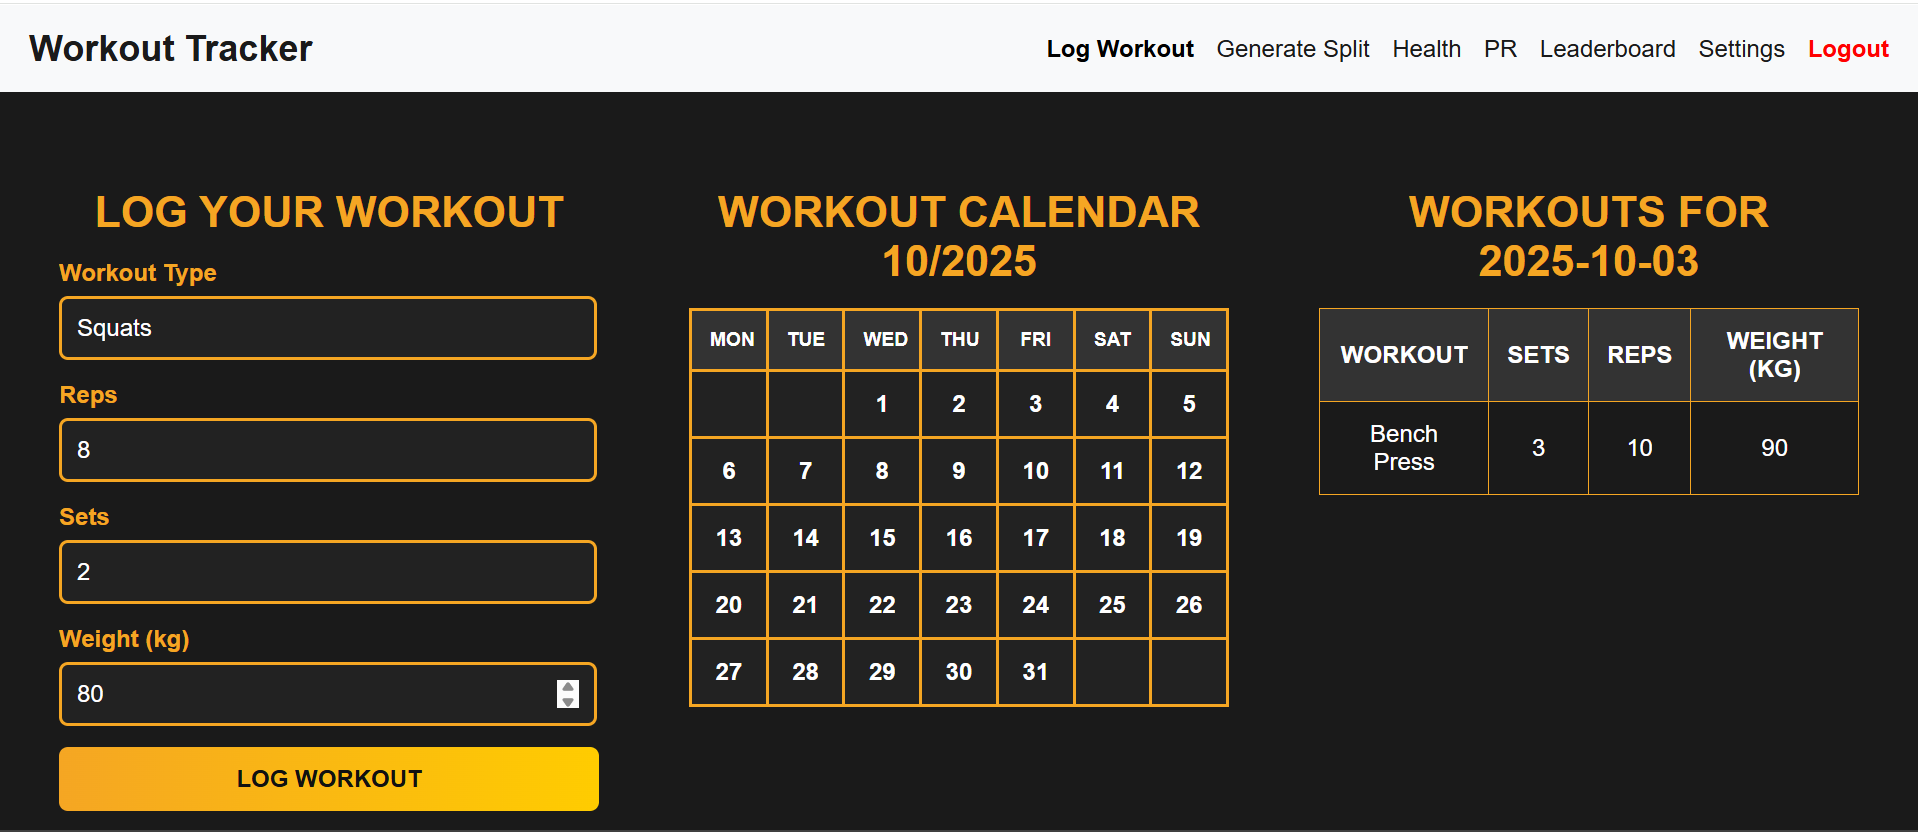 Workout Tracker
Log Workout Generate Split Health PR Leaderboard Settings Logout
LOG YOUR WORKOUT
Workout Type
Squats
Reps
8
Sets
2
Weight (kg)
80
LOG WORKOUT
WORKOUT CALENDAR
10/2025
MON TUE WED THU FRI SAT SUN
1 2 3 4 5
6 7 8 9 10 11 12
13 14 15 16 17 18 19
20 21 22 23 24 25 26
27 28 29 30 31
WORKOUTS FOR
2025-10-03
WORKOUT SETS REPS WEIGHT
(KG)
Bench
Press 3 10 90